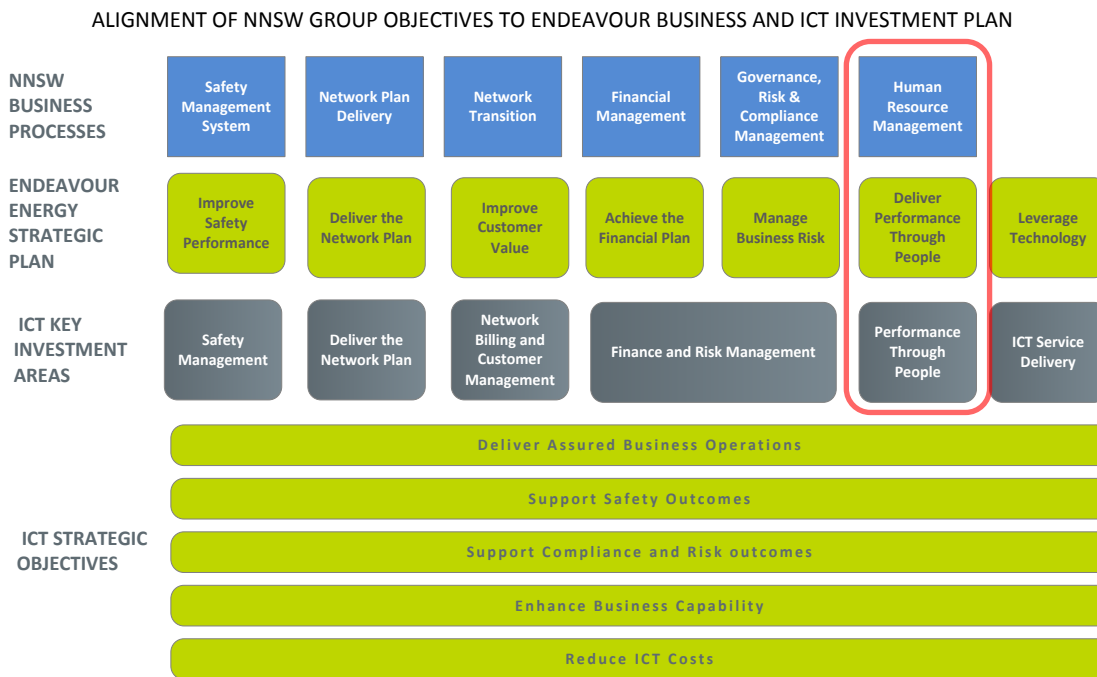 ALIGNMENT OF NNSW GROUP OBJECTIVES TO ENDEAVOUR BUSINESS AND ICT INVESTMENT PLAN
NNSW
BUSINESS
PROCESSES
Safety
Management
System
Network Plan
Delivery
Network
Transition
Financial
Management
Governance,
Risk &
Compliance
Management
Human
Resource
Management
ENDEAVOUR
ENERGY
STRATEGIC
PLAN
Improve
Safety
Performance
Deliver the
Network Plan
Improve
Customer
Value
Achieve the
Financial Plan
Manage
Business Risk
Deliver
Performance
Through
People
Leverage
Technology
ICT KEY
INVESTMENT
AREAS
Safety
Management
Deliver the
Network Plan
Network
Billing and
Customer
Management
Finance and Risk Management
Performance
Through
People
ICT Service
Delivery
ICT STRATEGIC
OBJECTIVES
Deliver Assured Business Operations
Support Safety Outcomes
Support Compliance and Risk outcomes
Enhance Business Capability
Reduce ICT Costs